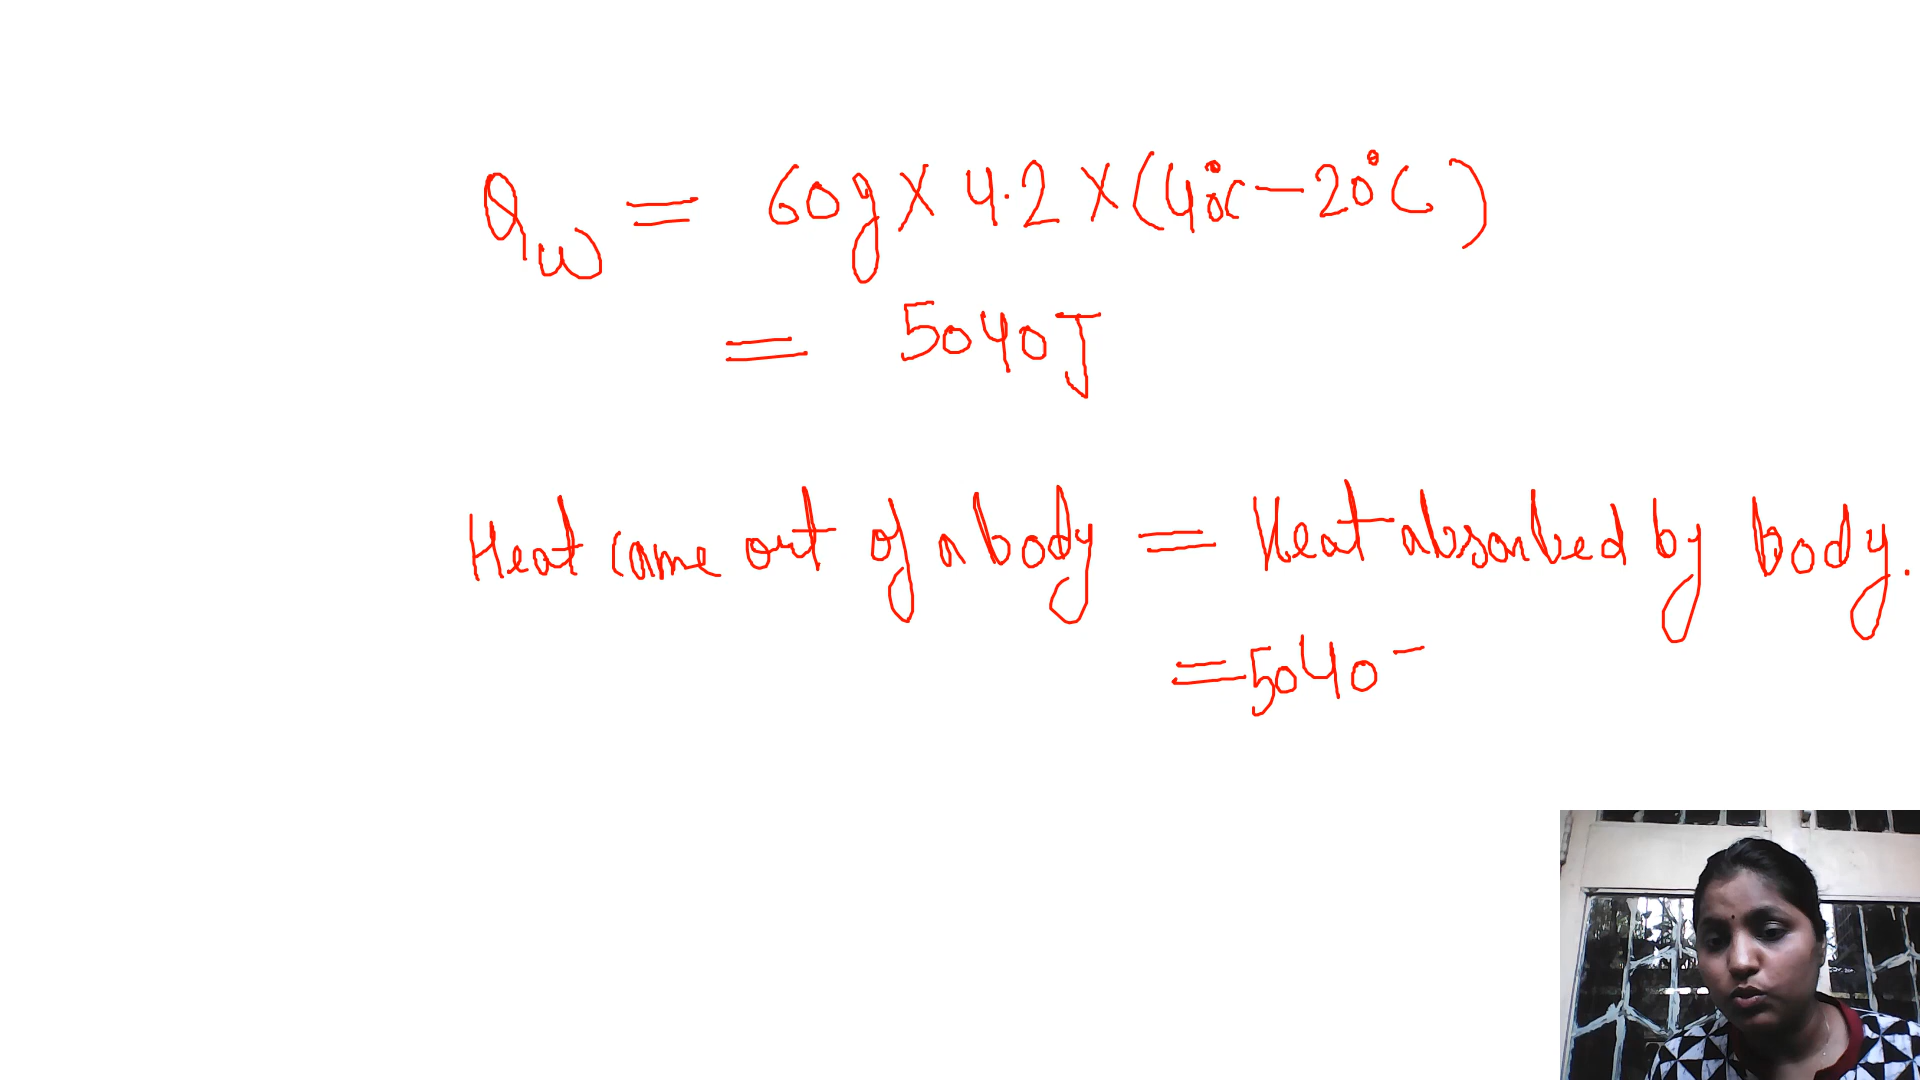 Qw = 60g X 4.2 X (40°C - 20°C)
= 5040J
Heat came out of a body = Heat absorbed by body.
= 5040